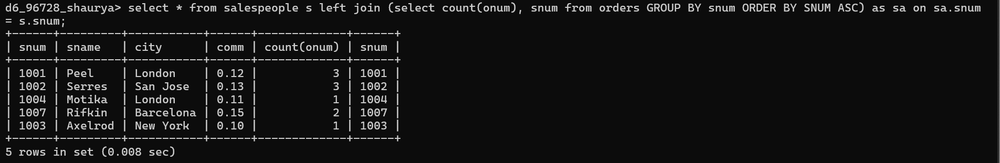 d6_96728_shaurya> select * from salespeople s left join (select count(onum), snum from orders GROUP BY snum ORDER BY SNUM ASC) as sa on sa.snum
= s.snum;
+------+---------+-----------+------+-------------+------+
| snum | sname   | city      | comm | count(onum) | snum |
+------+---------+-----------+------+-------------+------+
| 1001 | Peel    | London    | 0.12 |           3 | 1001 |
| 1002 | Serres  | San Jose  | 0.13 |           3 | 1002 |
| 1004 | Motika  | London    | 0.11 |           1 | 1004 |
| 1007 | Rifkin  | Barcelona | 0.15 |           2 | 1007 |
| 1003 | Axelrod | New York  | 0.10 |           1 | 1003 |
+------+---------+-----------+------+-------------+------+
5 rows in set (0.008 sec)